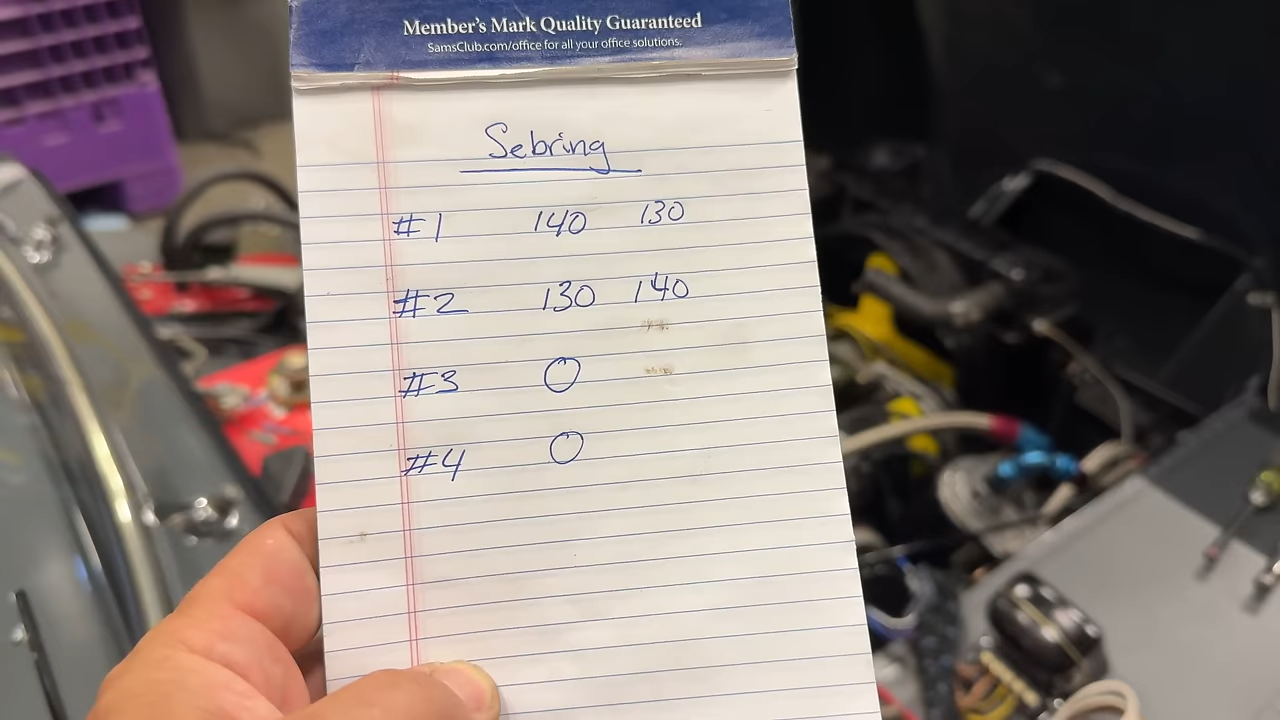 Member's Mark Quality Guaranteed
SamsClub.com/office for all your office solutions.
Sebring
#1 140 130
#2 130 140
#3 0
#4 0